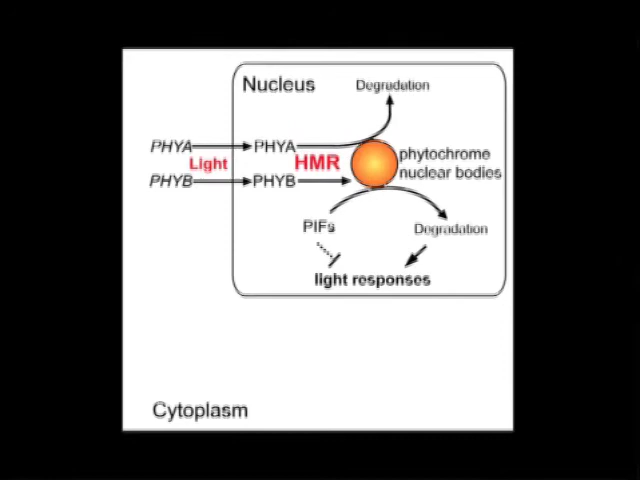 Nucleus
Degradation
PHYA
PHYA
Light
HMR
phytochrome
nuclear bodies
PHYB
PHYB
PIFs
Degradation
light responses
Cytoplasm